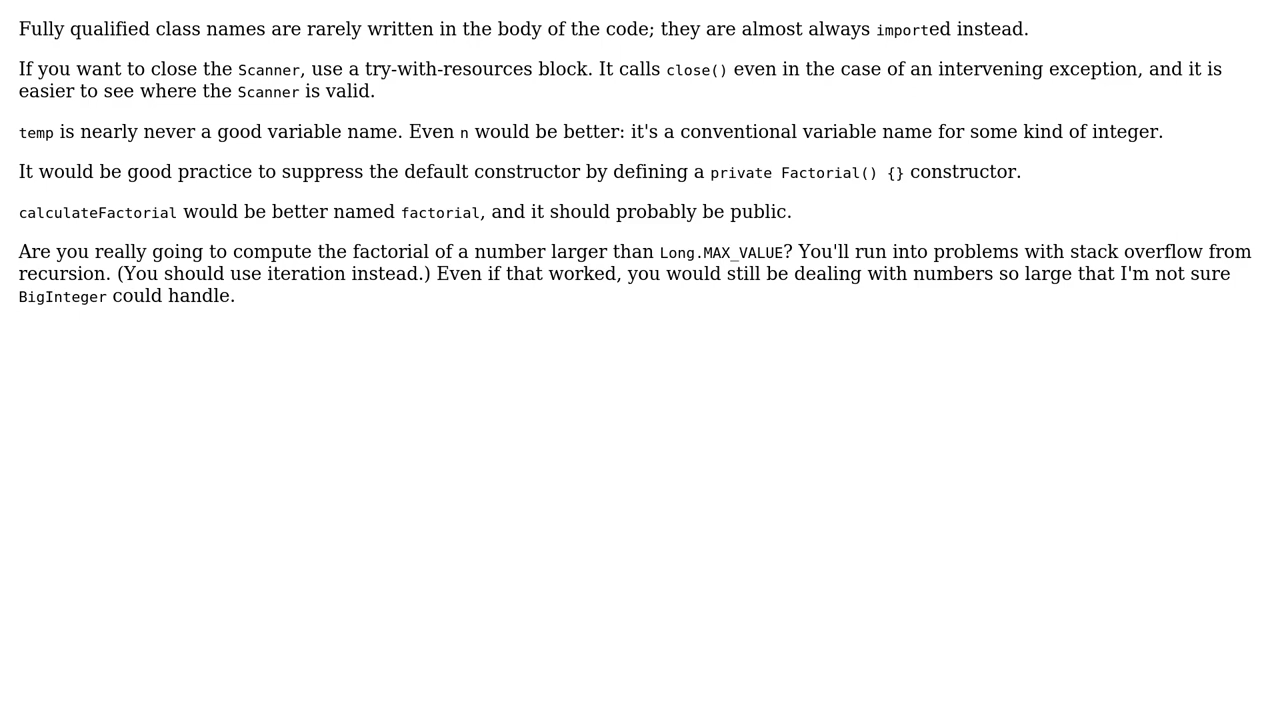 Fully qualified class names are rarely written in the body of the code; they are almost always imported instead.
If you want to close the Scanner, use a try-with-resources block. It calls close() even in the case of an intervening exception, and it is
easier to see where the Scanner is valid.
temp is nearly never a good variable name. Even n would be better: it's a conventional variable name for some kind of integer.
It would be good practice to suppress the default constructor by defining a private Factorial() {} constructor.
calculateFactorial would be better named factorial, and it should probably be public.
Are you really going to compute the factorial of a number larger than Long.MAX_VALUE? You'll run into problems with stack overflow from
recursion. (You should use iteration instead.) Even if that worked, you would still be dealing with numbers so large that I'm not sure
BigInteger could handle.